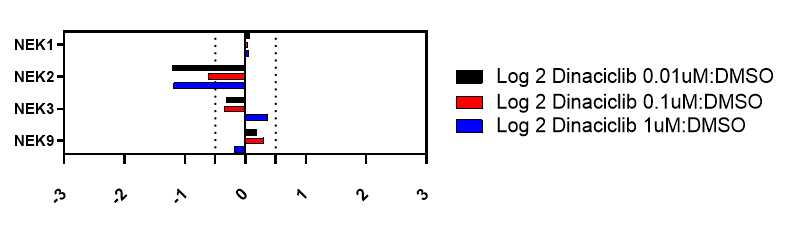 NEK1
NEK2
NEK3
NEK9
-3 -2 -1 0 1 2 3
Log 2 Dinaciclib 0.01uM:DMSO
Log 2 Dinaciclib 0.1uM:DMSO
Log 2 Dinaciclib 1uM:DMSO